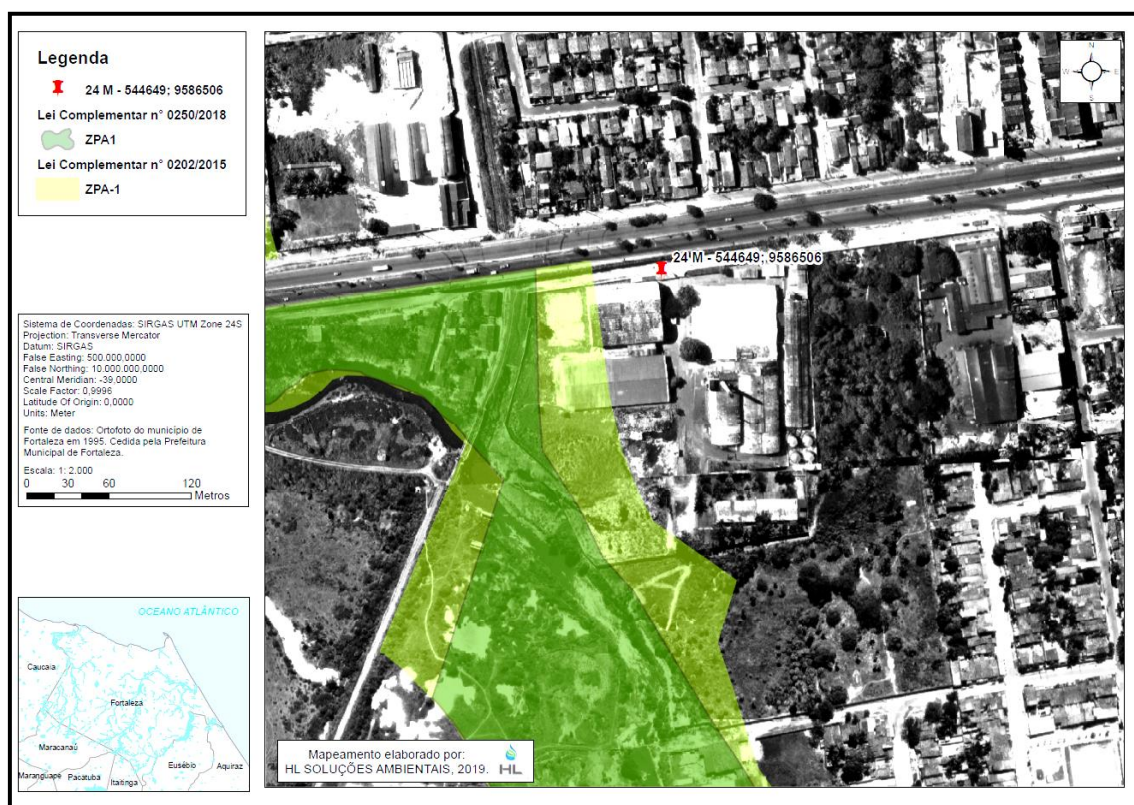 Legenda
24 M - 544649; 9586506
Lei Complementar n° 0250/2018
ZPA1
Lei Complementar n° 0202/2015
ZPA-1
Sistema de Coordenadas: SIRGAS UTM Zone 24S
Projection: Transverse Mercator
Datum: SIRGAS
False Easting: 500.000,0000
False Northing: 10.000.000,0000
Central Meridian: -39,0000
Scale Factor: 0,9996
Latitude Of Origin: 0,0000
Units: Meter
Fonte de dados: Ortofoto do município de
Fortaleza em 1995. Cedida pela Prefeitura
Municipal de Fortaleza.
Escala: 1: 2.000
0 30 60 120
Metros
OCEANO ATLÂNTICO
Caucaia
Fortaleza
Maracanaú
Eusébio
Aquiraz
Maranguape
Pacatuba
Itaitinga
N
W E
S
24 M - 544649; 9586506
Mapeamento elaborado por:
HL SOLUÇÕES AMBIENTAIS, 2019.
HL